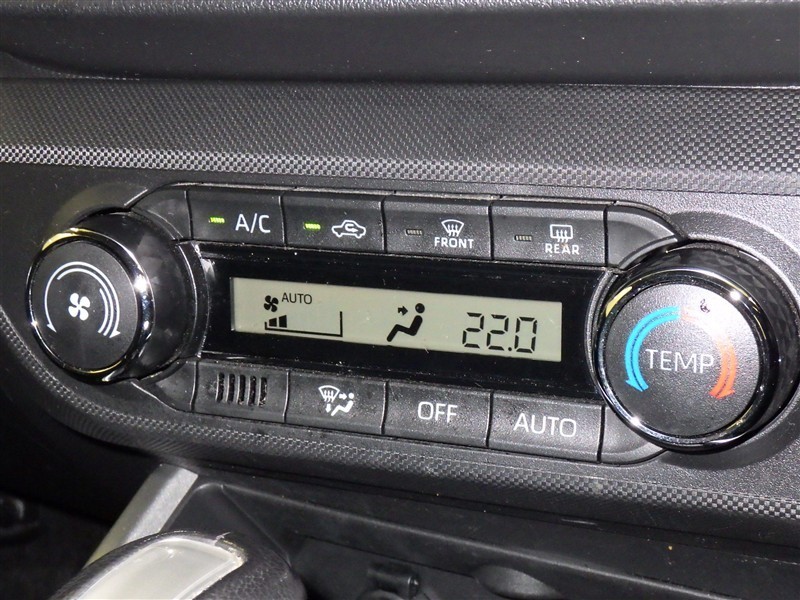 A/C
FRONT
REAR
AUTO
22.0
TEMP
OFF
AUTO